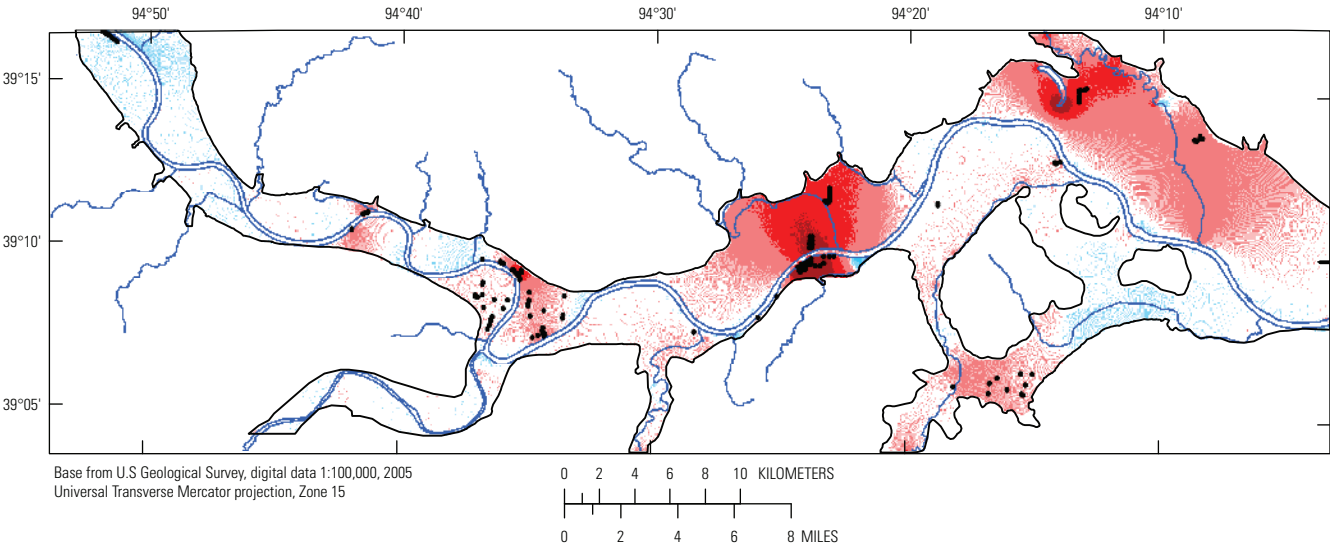 94°50' 94°40' 94°30' 94°20' 94°10'
39°15'
39°10'
39°05'
Base from U.S Geological Survey, digital data 1:100,000, 2005
Universal Transverse Mercator projection, Zone 15
0 2 4 6 8 10 KILOMETERS
0 2 4 6 8 MILES